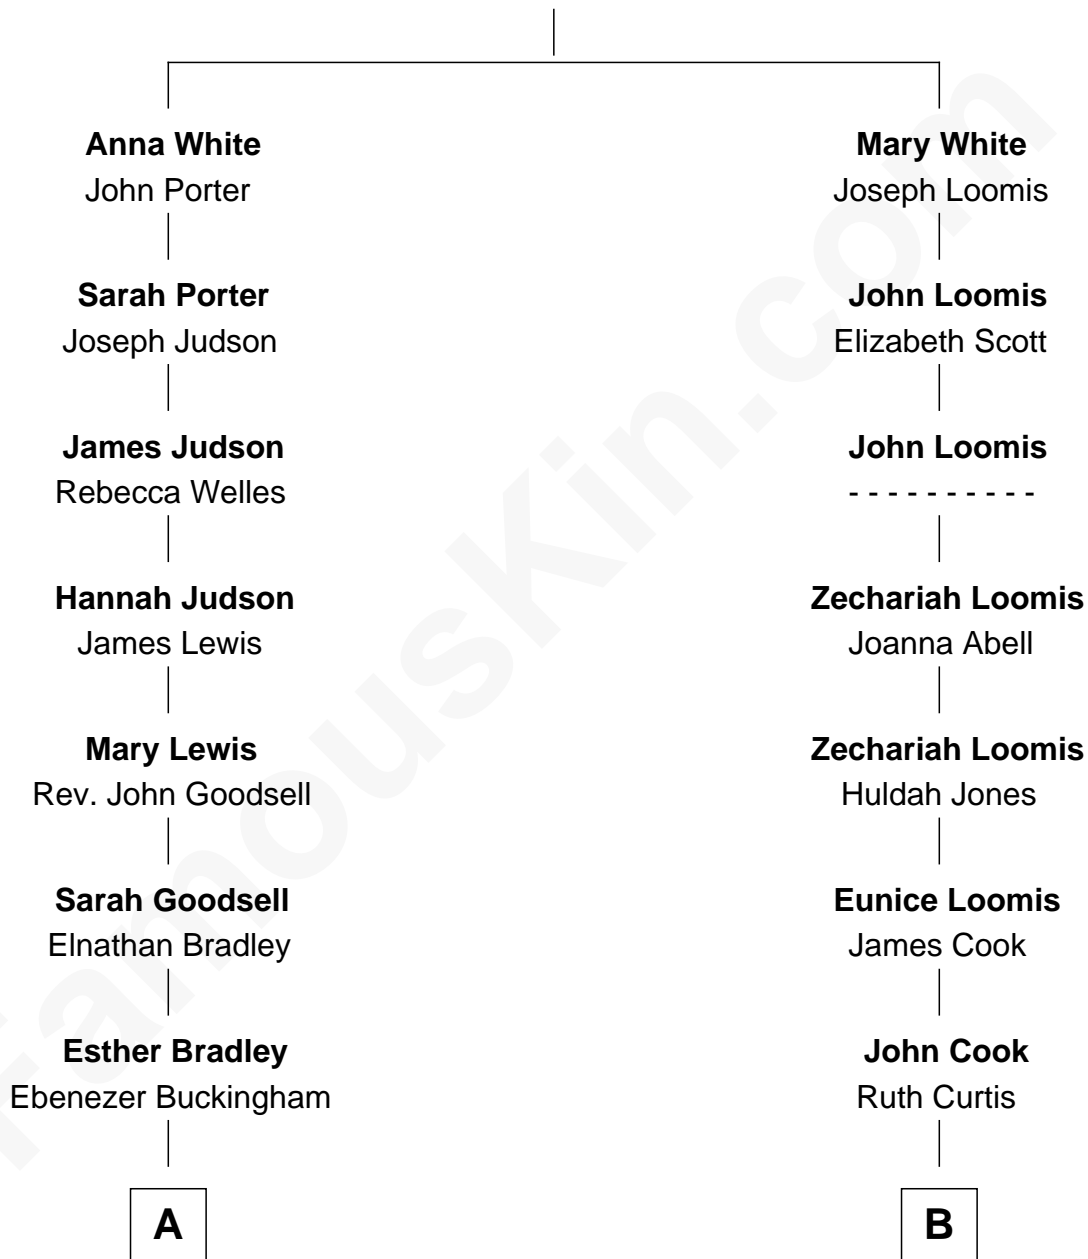 Anna White
John Porter
Sarah Porter
Joseph Judson
James Judson
Rebecca Welles
Hannah Judson
James Lewis
Mary Lewis
Rev. John Goodsell
Sarah Goodsell
Elnathan Bradley
Esther Bradley
Ebenezer Buckingham
A
Mary White
Joseph Loomis
John Loomis
Elizabeth Scott
John Loomis
- - - - - - - - - -
Zechariah Loomis
Joanna Abell
Zechariah Loomis
Huldah Jones
Eunice Loomis
James Cook
John Cook
Ruth Curtis
B
FamousKin.com